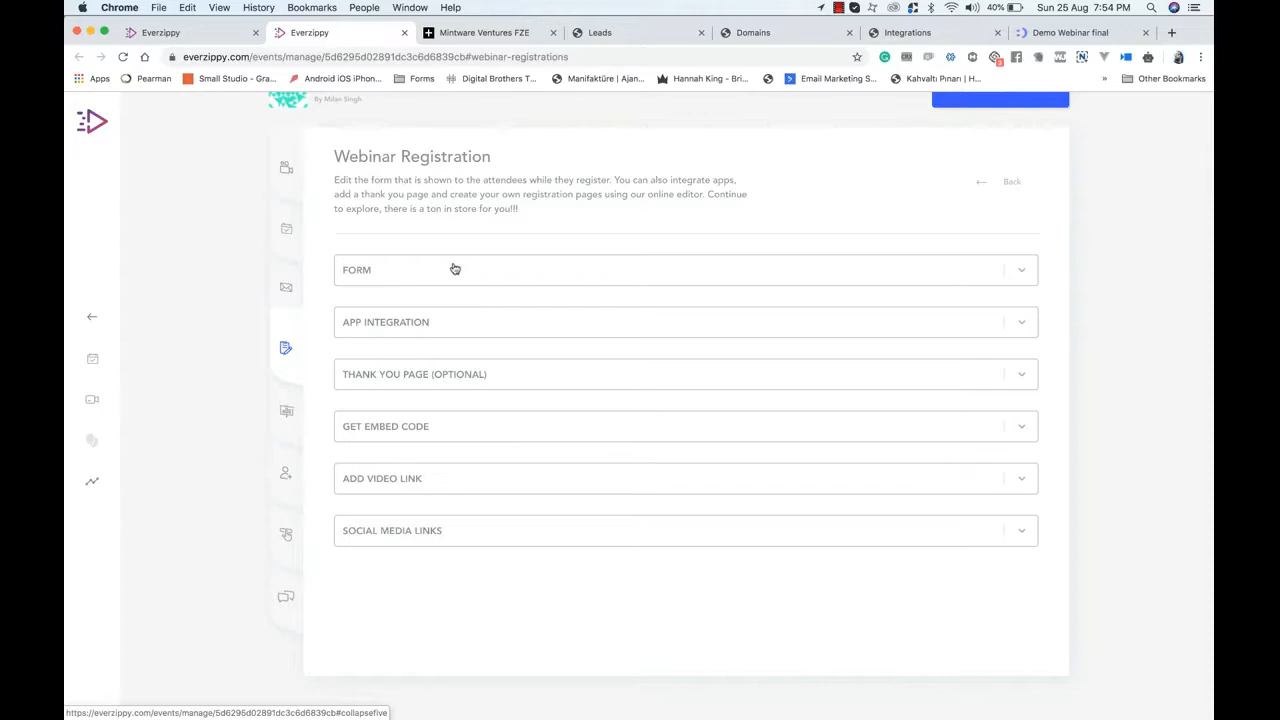 Chrome File Edit View History Bookmarks People Window Help 40% Sun 25 Aug 7:54 PM
Everzippy Everzippy Mintware Ventures FZE Leads Domains Integrations Demo Webinar final
everzippy.com/events/manage/5d6295d02891dc3c6d6839cb#webinar-registrations
Apps Pearman Small Studio - Gra... Android iOS iPhon... Forms Digital Brothers T... Manifaktüre | Ajan... Hannah King - Bri... Email Marketing S... Kahvaltı Pınarı | H... » Other Bookmarks
By Milan Singh
Webinar Registration
Edit the form that is shown to the attendees while they register. You can also integrate apps,
add a thank you page and create your own registration pages using our online editor. Continue
to explore, there is a ton in store for you!!!
Back
FORM
APP INTEGRATION
THANK YOU PAGE (OPTIONAL)
GET EMBED CODE
ADD VIDEO LINK
SOCIAL MEDIA LINKS
https://everzippy.com/events/manage/5d6295d02891dc3c6d6839cb#collapsefive